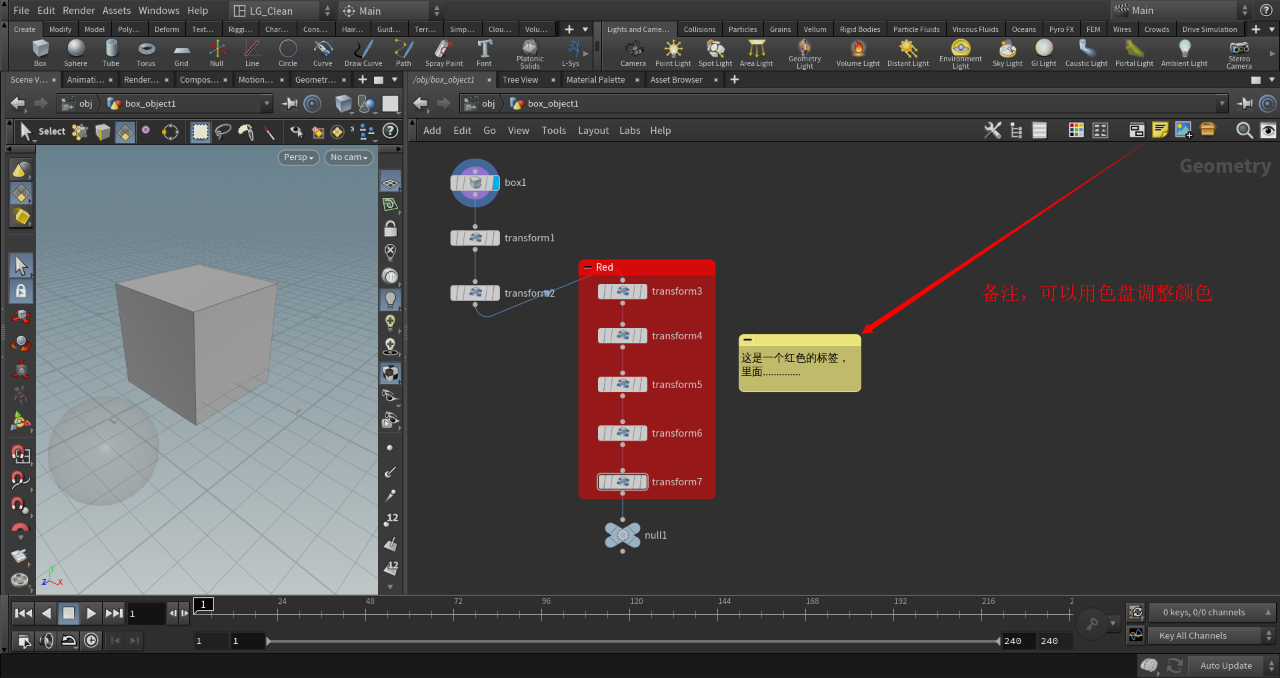 File Edit Render Assets Windows Help LG_Clean Main Main
Create Modify Model Poly... Deform Text... Riggi... Char... Cons... Hair... Guid... Terr... Simp... Clou... Volu... Lights and Came... Collisions Particles Grains Vellum Rigid Bodies Particle Fluids Viscous Fluids Oceans Pyro FX FEM Wires Crowds Drive Simulation
Box Sphere Tube Torus Grid Null Line Circle Curve Draw Curve Path Spray Paint Font Platonic Solids L-Sys Camera Point Light Spot Light Area Light Geometry Light Volume Light Distant Light Environment Light Sky Light GI Light Caustic Light Portal Light Ambient Light Stereo Camera
Scene V... Animati... Render... Compos... Motion... Geometr... /obj/box_object1 Tree View Material Palette Asset Browser
obj box_object1 obj box_object1
Select Add Edit Go View Tools Layout Labs Help
Persp No cam
Geometry
box1
transform1
Red
transform2
transform3
备注，可以用色盘调整颜色
transform4
这是一个红色的标签，
里面..............
transform5
transform6
transform7
null1
12
12
y
z x
1 1 24 48 72 96 120 144 168 192 216 2
0 keys, 0/0 channels
1 1 240 240 Key All Channels
Auto Update